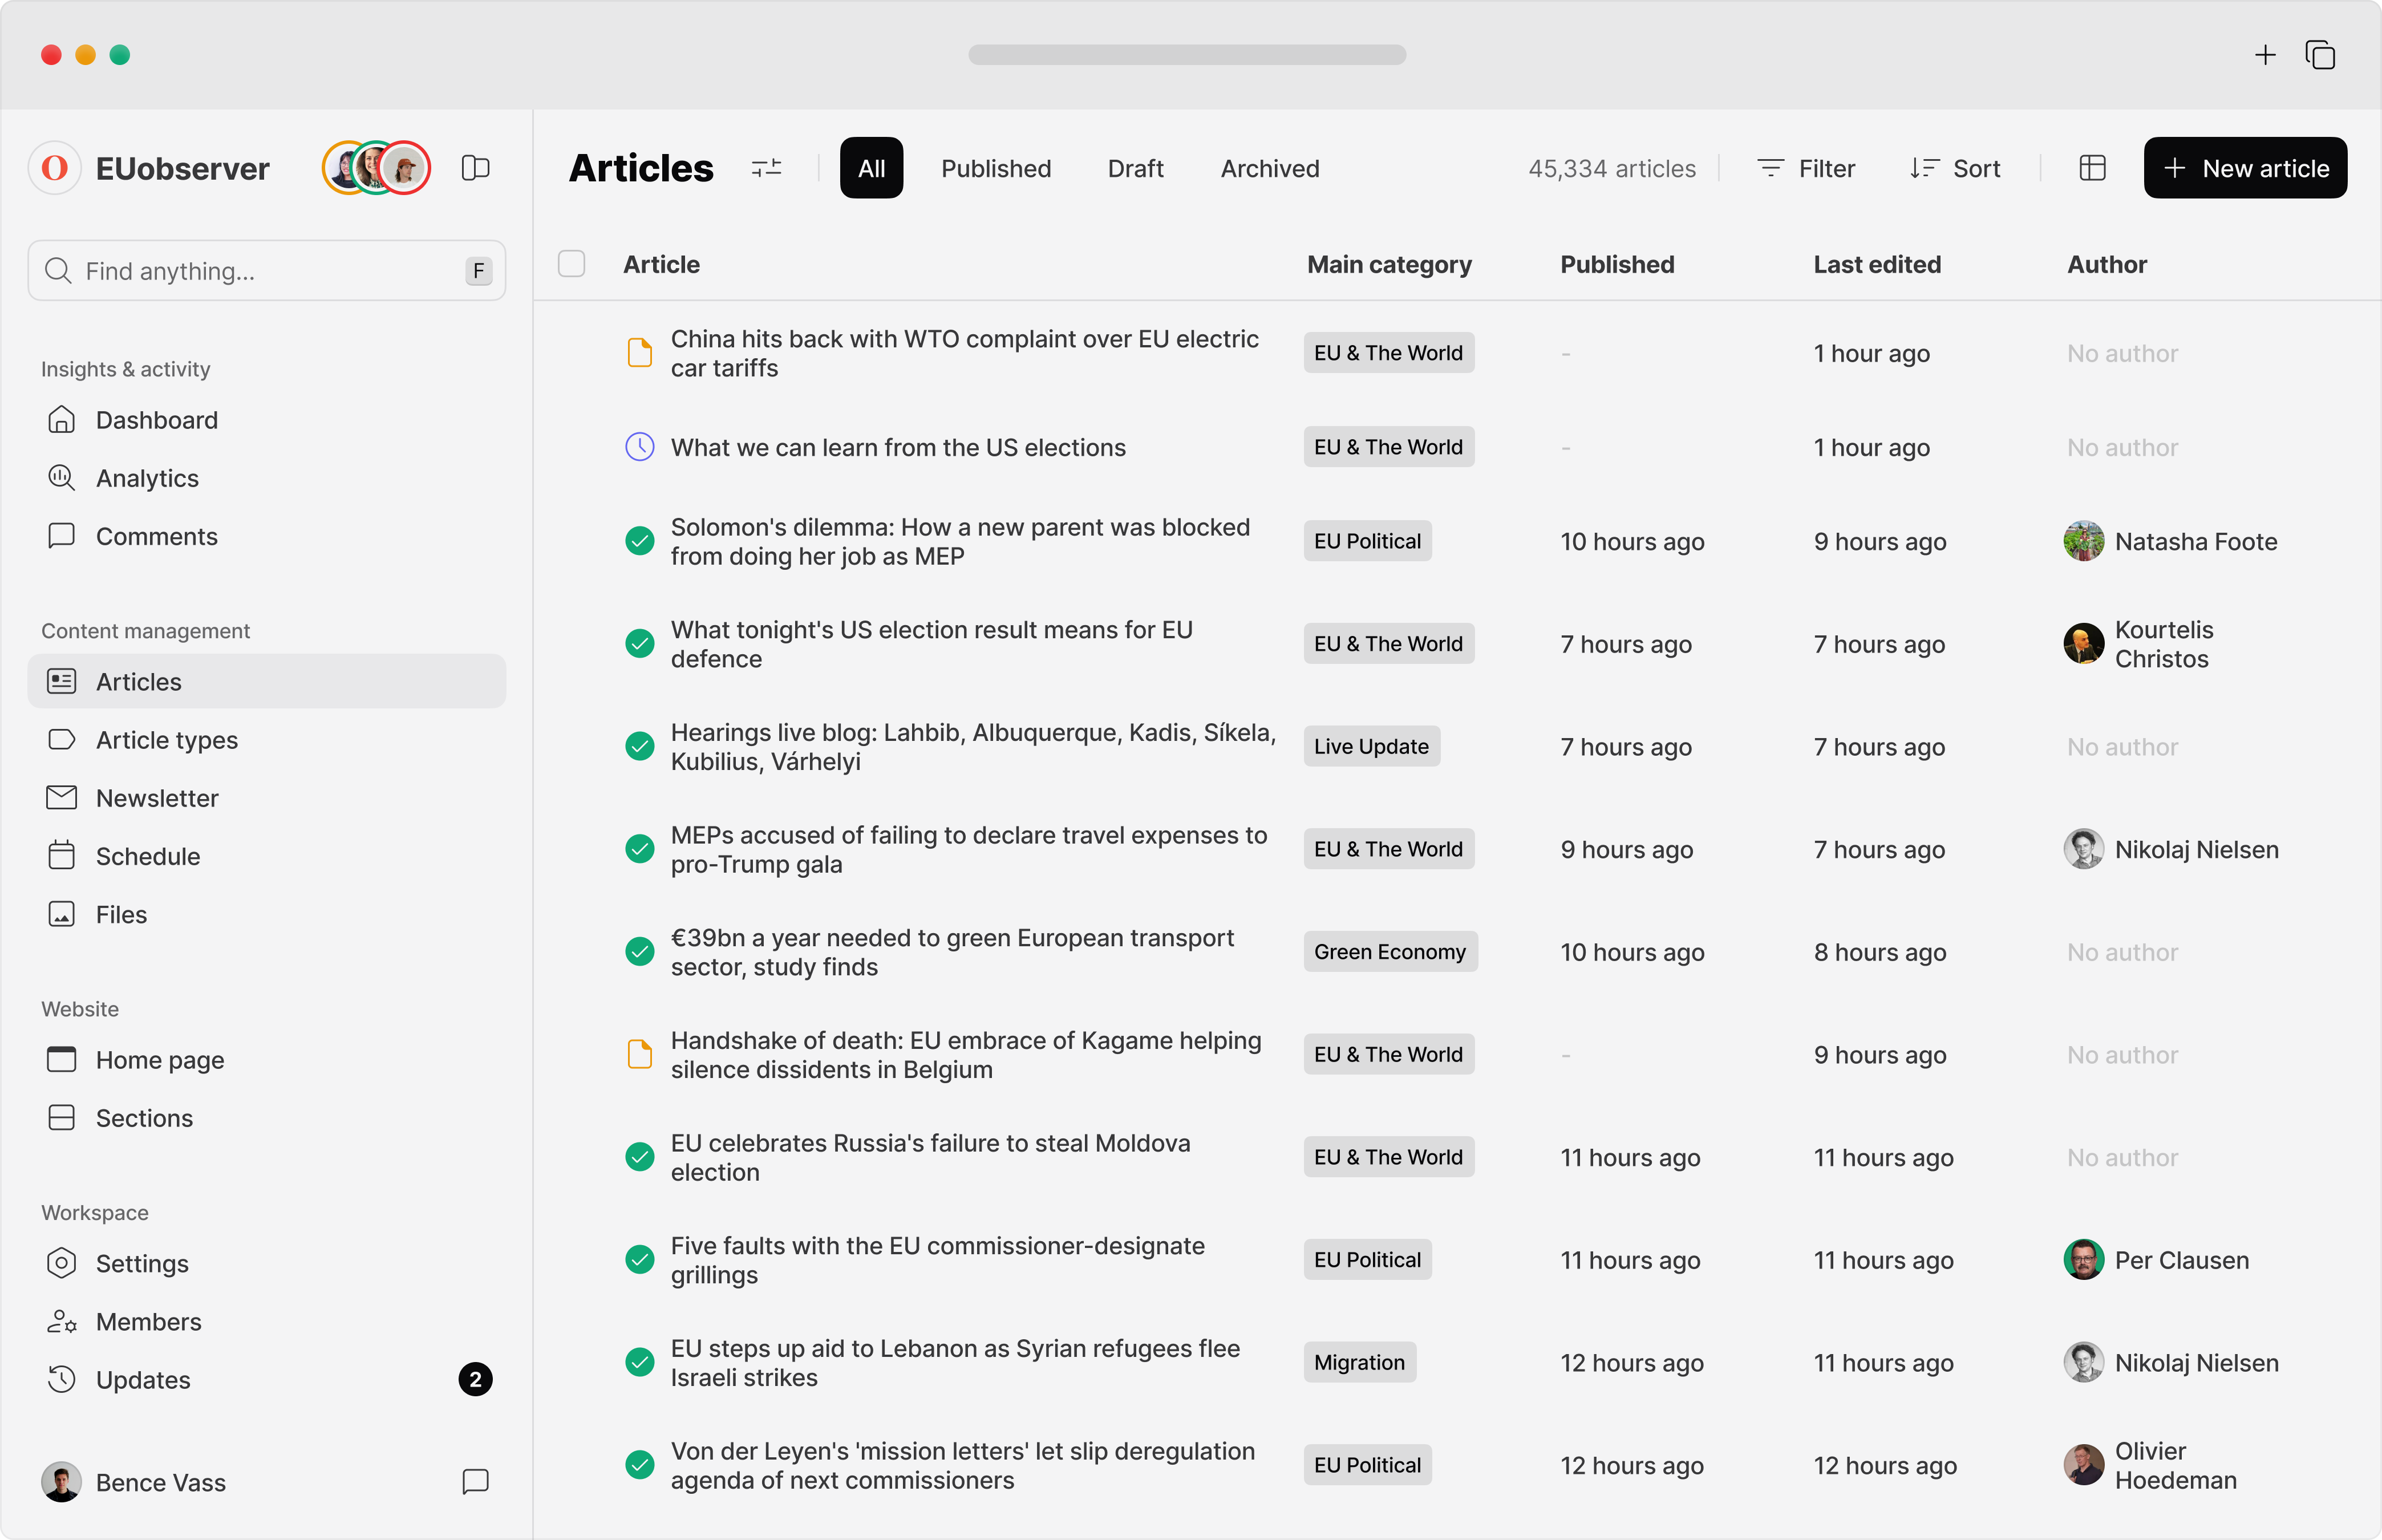 EUobserver
Find anything...
F
Insights & activity
Dashboard
Analytics
Comments
Content management
Articles
Article types
Newsletter
Schedule
Files
Website
Home page
Sections
Workspace
Settings
Members
Updates
2
Bence Vass
Articles
All
Published
Draft
Archived
45,334 articles
Filter
Sort
+ New article
Article
Main category
Published
Last edited
Author
China hits back with WTO complaint over EU electric
car tariffs
EU & The World
-
1 hour ago
No author
What we can learn from the US elections
EU & The World
-
1 hour ago
No author
Solomon's dilemma: How a new parent was blocked
from doing her job as MEP
EU Political
10 hours ago
9 hours ago
Natasha Foote
What tonight's US election result means for EU
defence
EU & The World
7 hours ago
7 hours ago
Kourtelis
Christos
Hearings live blog: Lahbib, Albuquerque, Kadis, Síkela,
Kubilius, Várhelyi
Live Update
7 hours ago
7 hours ago
No author
MEPs accused of failing to declare travel expenses to
pro-Trump gala
EU & The World
9 hours ago
7 hours ago
Nikolaj Nielsen
€39bn a year needed to green European transport
sector, study finds
Green Economy
10 hours ago
8 hours ago
No author
Handshake of death: EU embrace of Kagame helping
silence dissidents in Belgium
EU & The World
-
9 hours ago
No author
EU celebrates Russia's failure to steal Moldova
election
EU & The World
11 hours ago
11 hours ago
No author
Five faults with the EU commissioner-designate
grillings
EU Political
11 hours ago
11 hours ago
Per Clausen
EU steps up aid to Lebanon as Syrian refugees flee
Israeli strikes
Migration
12 hours ago
11 hours ago
Nikolaj Nielsen
Von der Leyen's 'mission letters' let slip deregulation
agenda of next commissioners
EU Political
12 hours ago
12 hours ago
Olivier
Hoedeman